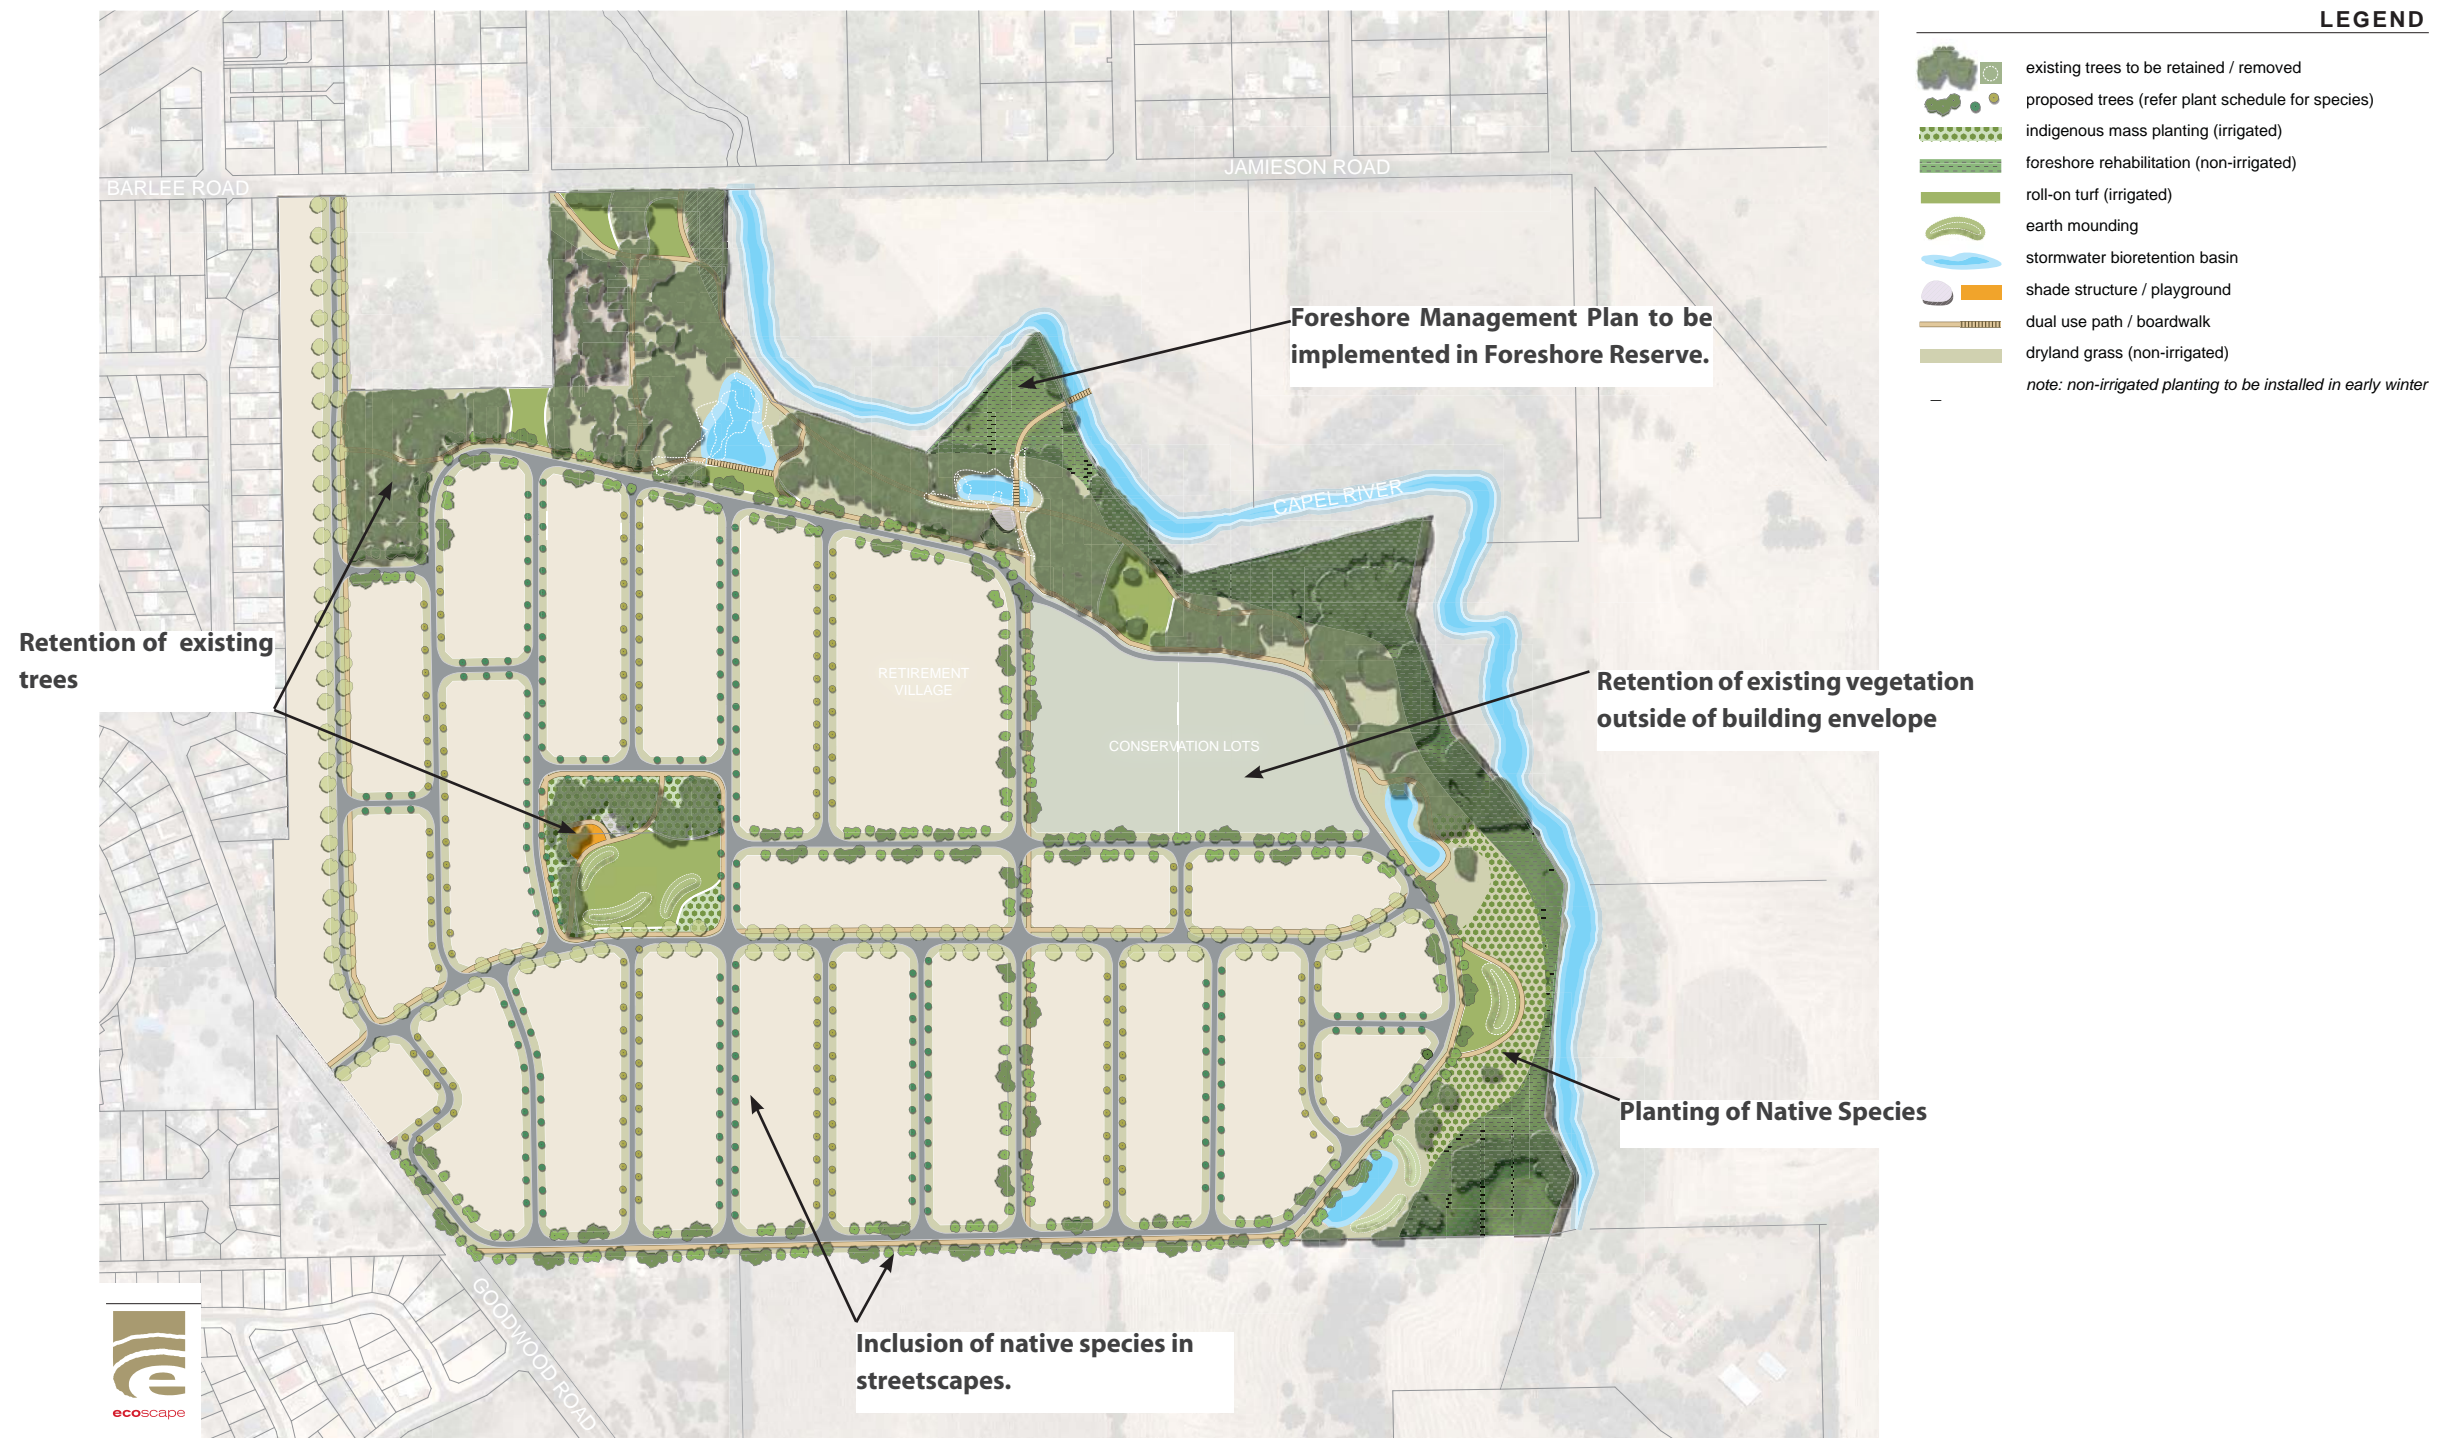 LEGEND
existing trees to be retained / removed
proposed trees (refer plant schedule for species)
indigenous mass planting (irrigated)
foreshore rehabilitation (non-irrigated)
roll-on turf (irrigated)
earth mounding
stormwater bioretention basin
shade structure / playground
dual use path / boardwalk
dryland grass (non-irrigated)
note: non-irrigated planting to be installed in early winter
JAMIESON ROAD
BARLEE ROAD
Foreshore Management Plan to be
implemented in Foreshore Reserve.
CAPEL RIVER
Retention of existing
trees
RETIREMENT
VILLAGE
Retention of existing vegetation
outside of building envelope
CONSERVATION LOTS
Planting of Native Species
GOODWOOD ROAD
Inclusion of native species in
streetscapes.
ecoscape